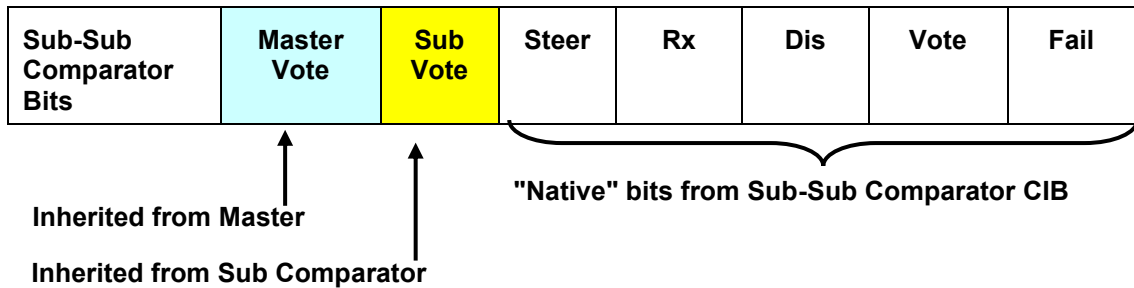 Sub-Sub Master Sub Steer Rx Dis Vote Fail
Comparator Vote Vote
Bits
"Native" bits from Sub-Sub Comparator CIB
Inherited from Master
Inherited from Sub Comparator